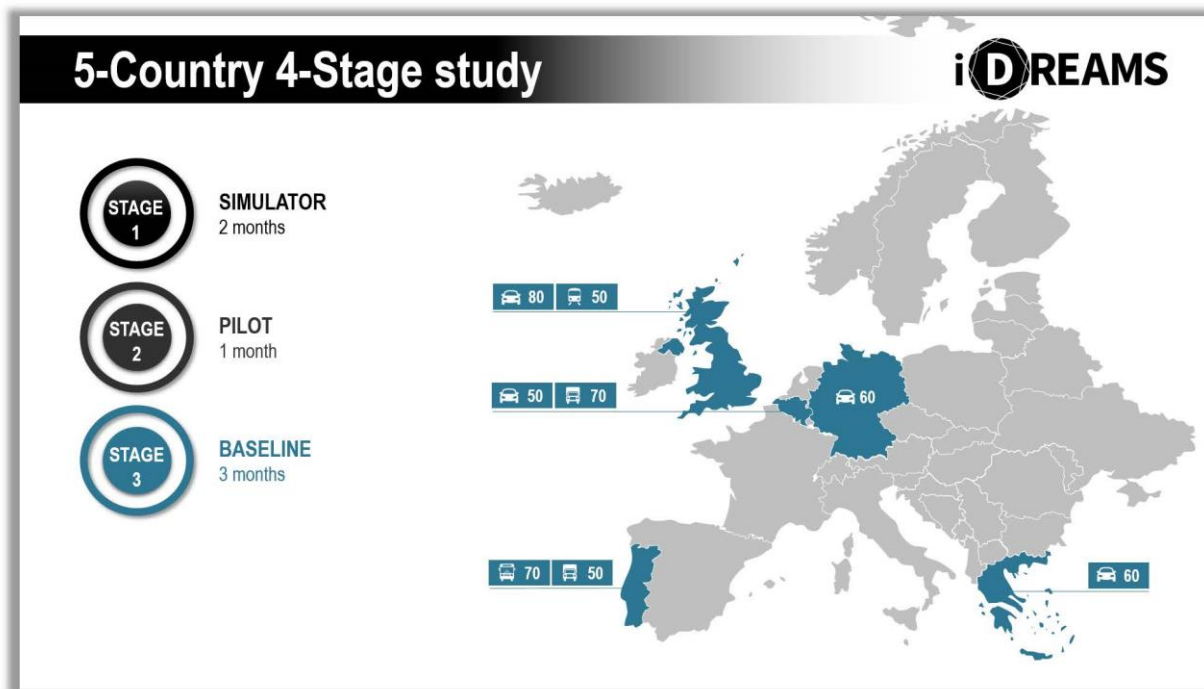 5-Country 4-Stage study
iDREAMS
STAGE
1
SIMULATOR
2 months
STAGE
2
PILOT
1 month
STAGE
3
BASELINE
3 months
80 50
50 70
60
70 50
60